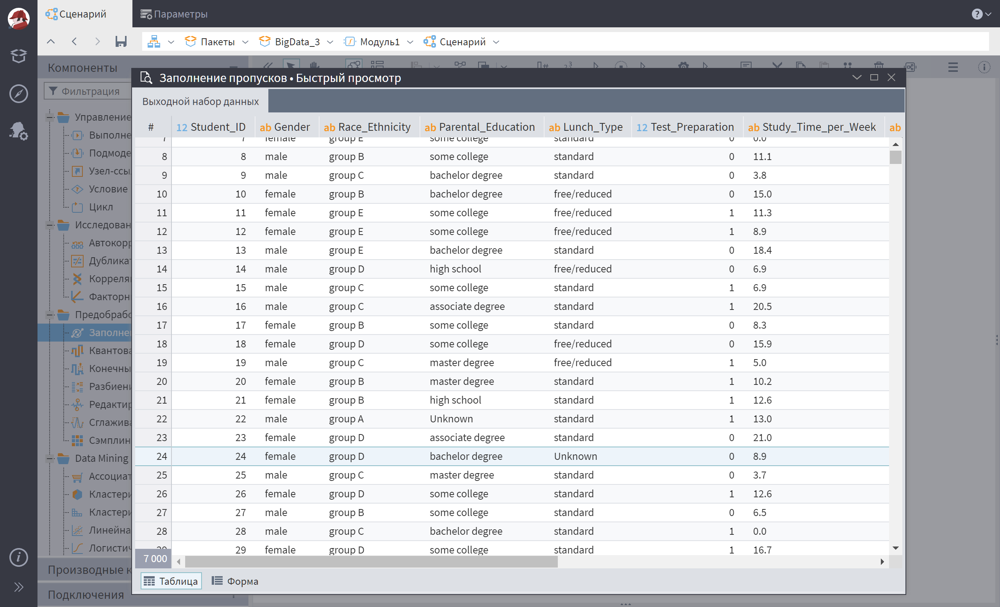 Сценарий
Параметры
Пакеты
BigData_3
Модуль1
Сценарий
Компоненты
Фильтрация
Управление
Выполне
Подмоде
Узел-ссы
Условие
Цикл
Исследован
Автокорр
Дубликат
Корреля
Факторн
Предобрабо
Заполне
Квантова
Конечны
Разбиени
Редактир
Сглажива
Сэмплин
Data Mining
Ассоциат
Кластери
Кластери
Линейна
Логистич
Производные к
Подключения
Заполнение пропусков • Быстрый просмотр
Выходной набор данных
# 12 Student_ID ab Gender ab Race_Ethnicity ab Parental_Education ab Lunch_Type 12 Test_Preparation ab Study_Time_per_Week ab
7 7 female group E some college standard 0 0.0
8 8 male group B some college standard 0 11.1
9 9 male group C bachelor degree standard 0 3.8
10 10 female group B bachelor degree free/reduced 0 15.0
11 11 female group E some college free/reduced 1 11.3
12 12 female group E some college free/reduced 1 8.9
13 13 male group E bachelor degree standard 0 18.4
14 14 male group D high school free/reduced 0 6.9
15 15 male group C some college standard 1 6.9
16 16 male group C associate degree standard 1 20.5
17 17 female group B some college standard 0 8.3
18 18 female group D some college free/reduced 0 15.9
19 19 male group C master degree free/reduced 1 5.0
20 20 female group B master degree standard 1 10.2
21 21 female group B high school standard 1 12.6
22 22 male group A Unknown standard 1 13.0
23 23 female group D associate degree standard 0 21.0
24 24 female group D bachelor degree Unknown 0 8.9
25 25 male group C master degree standard 0 3.7
26 26 female group D some college standard 1 12.6
27 27 male group B some college standard 0 6.5
28 28 male group C bachelor degree standard 1 0.0
29 29 female group D some college standard 1 16.7
7 000
Таблица
Форма